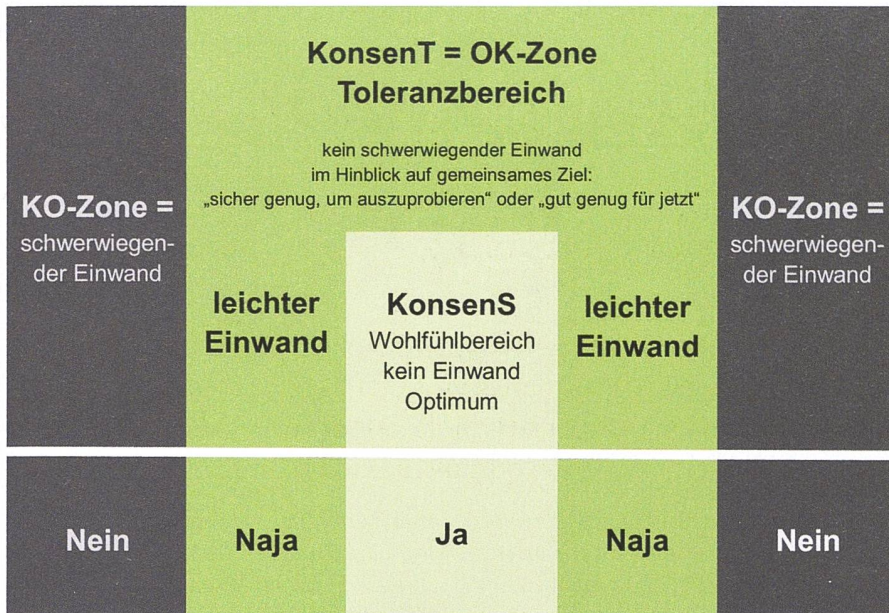 KonsenT = OK-Zone
Toleranzbereich
kein schwerwiegender Einwand
im Hinblick auf gemeinsames Ziel:
„sicher genug, um auszuprobieren“ oder „gut genug für jetzt“
KO-Zone =
schwerwiegen-
der Einwand
leichter
Einwand
KonsenS
Wohlfühlbereich
kein Einwand
Optimum
leichter
Einwand
KO-Zone =
schwerwiegen-
der Einwand
Nein
Naja
Ja
Naja
Nein